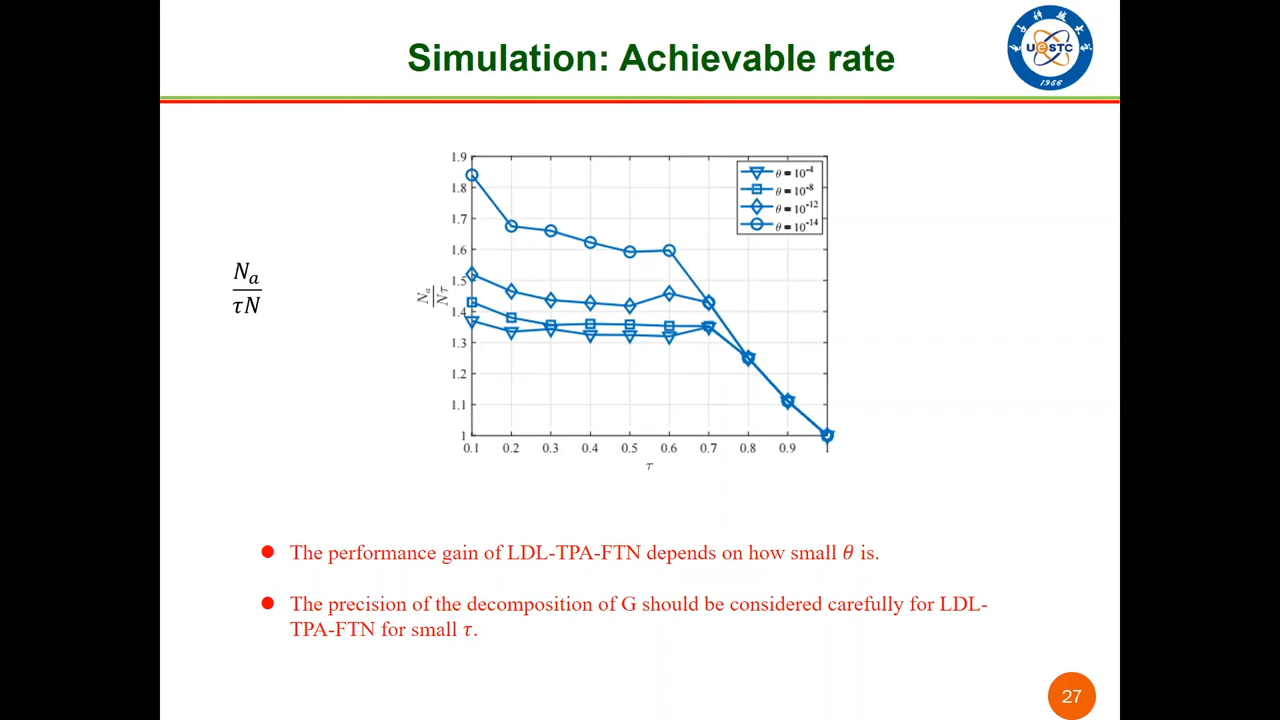 Simulation: Achievable rate
UESTC
1956
N_a
τN
N_a
Nτ
1.9
1.8
1.7
1.6
1.5
1.4
1.3
1.2
1.1
1
0.1 0.2 0.3 0.4 0.5 0.6 0.7 0.8 0.9 1
τ
θ = 10^-4
θ = 10^-8
θ = 10^-12
θ = 10^-14
● The performance gain of LDL-TPA-FTN depends on how small θ is.
● The precision of the decomposition of G should be considered carefully for LDL-
TPA-FTN for small τ.
27